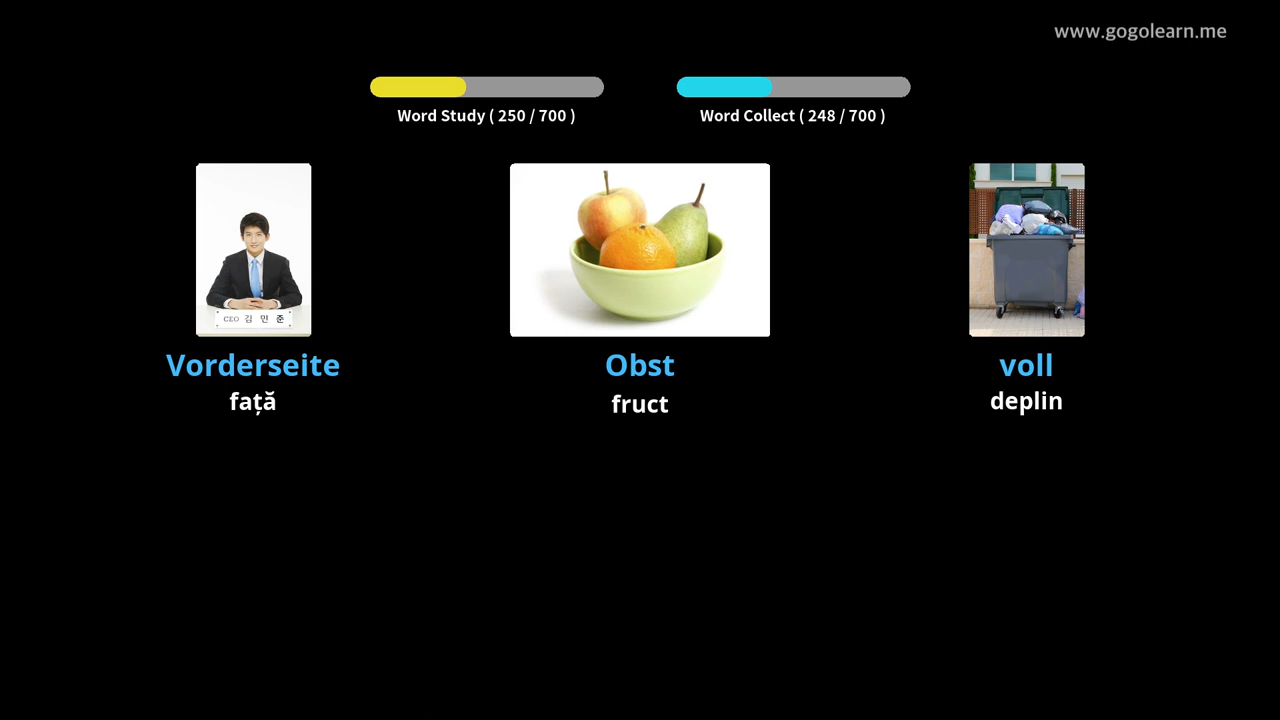 www.gogolearn.me
Word Study ( 250 / 700 )
Word Collect ( 248 / 700 )
CEO 김 민 준
Vorderseite
față
Obst
fruct
voll
deplin